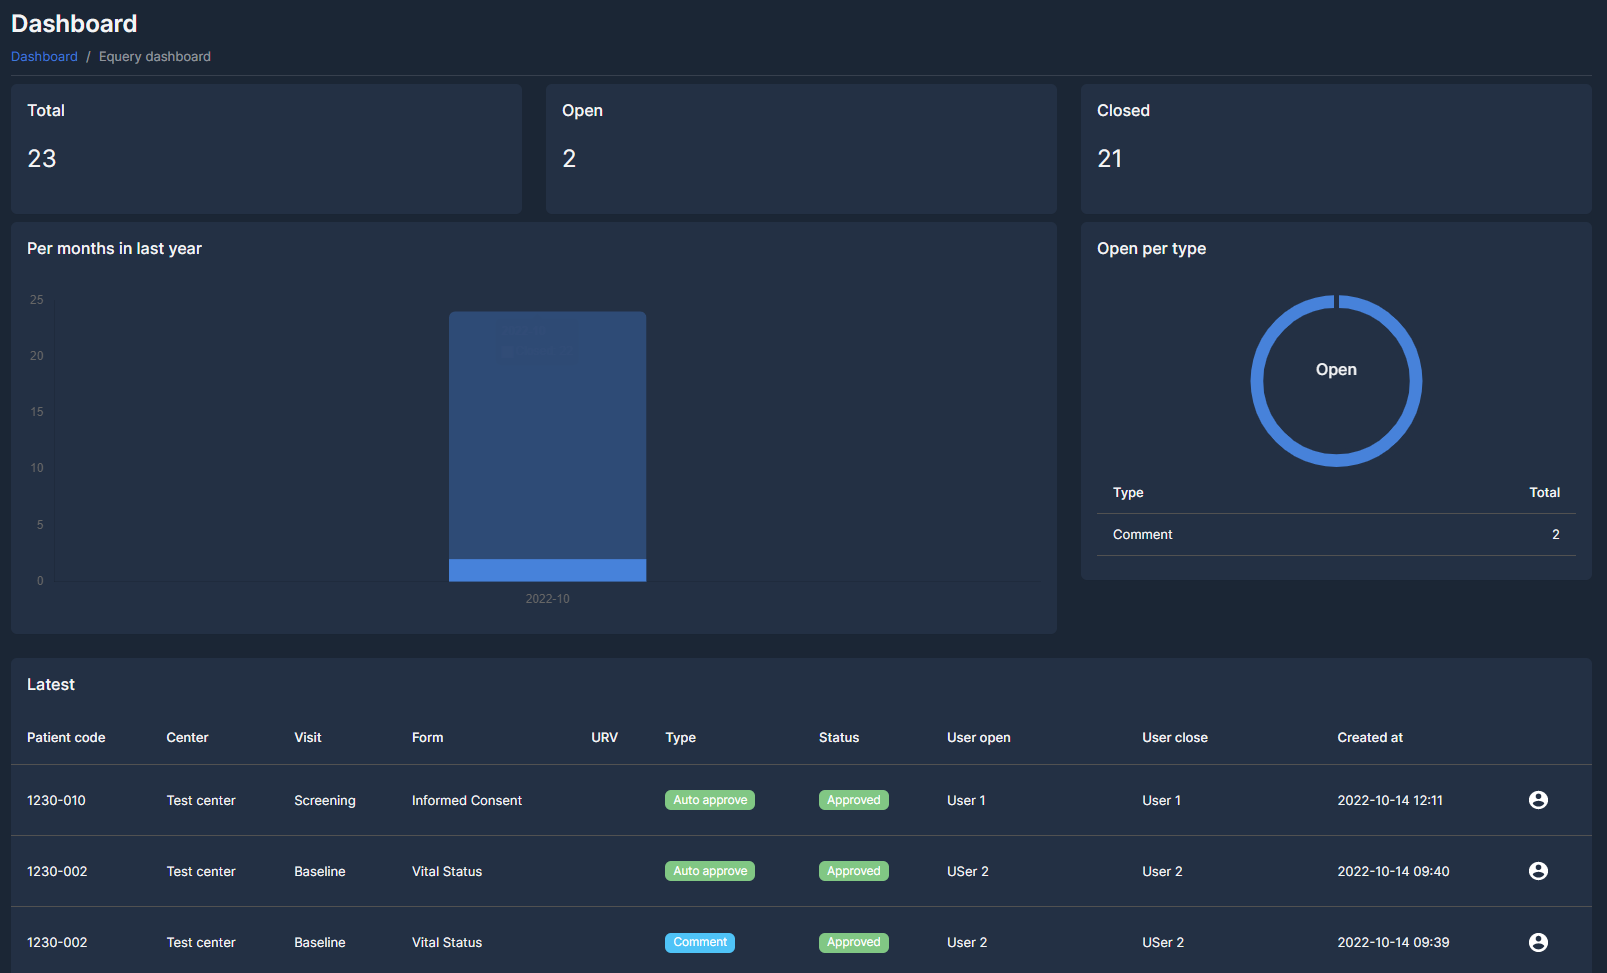 Dashboard
Dashboard / Equery dashboard
Total
23
Open
2
Closed
21
Per months in last year
25
20
15
10
5
0
2022-10
Open per type
Open
Type Total
Comment 2
Latest
Patient code Center Visit Form URV Type Status User open User close Created at
1230-010 Test center Screening Informed Consent Auto approve Approved User 1 User 1 2022-10-14 12:11
1230-002 Test center Baseline Vital Status Auto approve Approved USer 2 User 2 2022-10-14 09:40
1230-002 Test center Baseline Vital Status Comment Approved User 2 USer 2 2022-10-14 09:39